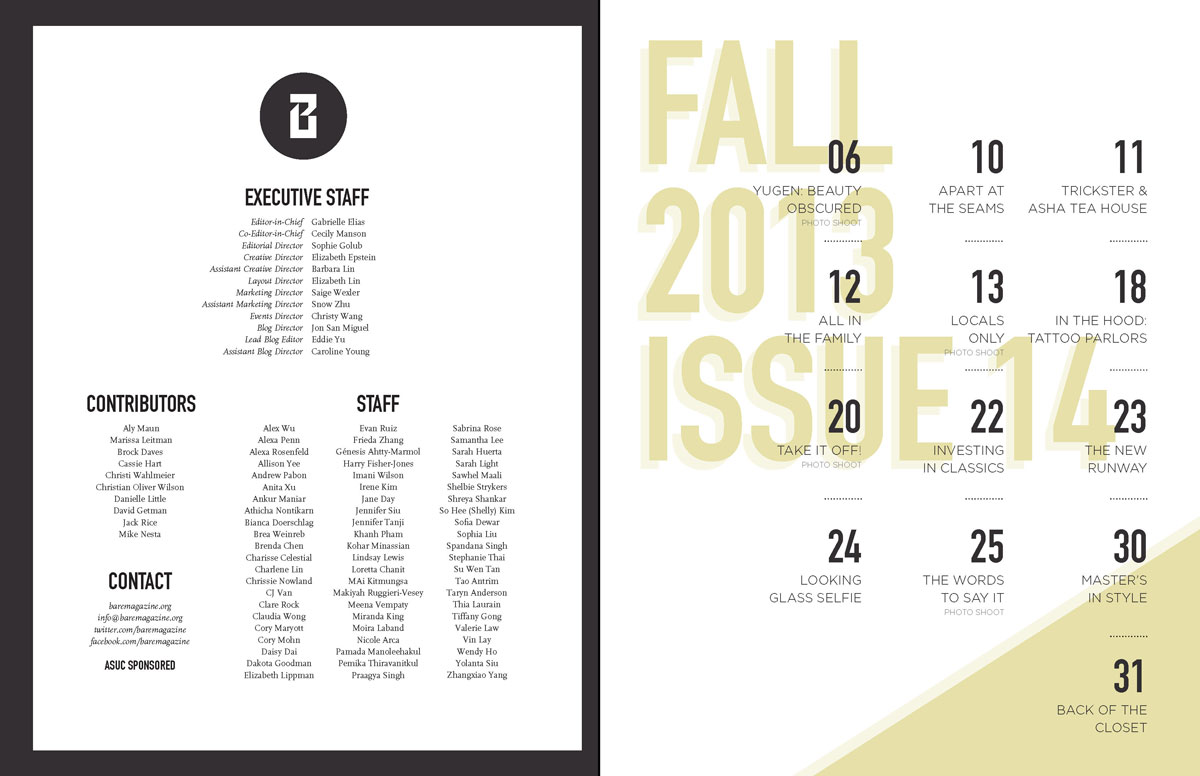 B
EXECUTIVE STAFF
Editor-in-Chief Gabrielle Elias
Co-Editor-in-Chief Cecily Manson
Editorial Director Sophie Golub
Creative Director Elizabeth Epstein
Assistant Creative Director Barbara Lin
Layout Director Elizabeth Lin
Marketing Director Saige Wexler
Assistant Marketing Director Snow Zhu
Events Director Christy Wang
Blog Director Jon San Miguel
Lead Blog Editor Eddie Yu
Assistant Blog Director Caroline Young
CONTRIBUTORS
Aly Maun
Marissa Leitman
Brock Daves
Cassie Hart
Christi Wahlmeier
Christian Oliver Wilson
Danielle Little
David Getman
Jack Rice
Mike Nesta
CONTACT
baremagazine.org
info@baremagazine.org
twitter.com/baremagazine
facebook.com/baremagazine
ASUC SPONSORED
STAFF
Alex Wu
Alexa Penn
Alexa Rosenfeld
Allison Yee
Andrew Pabon
Anita Xu
Ankur Maniar
Athicha Nontikarn
Bianca Doerschlag
Brea Weinreb
Brenda Chen
Charisse Celestial
Charlene Lin
Chrissie Nowland
CJ Van
Clare Rock
Claudia Wong
Cory Maryott
Cory Mohn
Daisy Dai
Dakota Goodman
Elizabeth Lippman
Evan Ruiz
Frieda Zhang
Génesis Ahtty-Marmol
Harry Fisher-Jones
Imani Wilson
Irene Kim
Jane Day
Jennifer Siu
Jennifer Tanji
Khanh Pham
Kohar Minassian
Lindsay Lewis
Loretta Chanit
MAi Kitmungsa
Makiyah Ruggieri-Vesey
Meena Vempaty
Miranda King
Moira Laband
Nicole Arca
Pamada Manoleehakul
Pemika Thiravanitkul
Praagya Singh
Sabrina Rose
Samantha Lee
Sarah Huerta
Sarah Light
Sawhel Maali
Shelbie Strykers
Shreya Shankar
So Hee (Shelly) Kim
Sofia Dewar
Sophia Liu
Spandana Singh
Stephanie Thai
Su Wen Tan
Tao Antrim
Taryn Anderson
Thia Laurain
Tiffany Gong
Valerie Law
Vin Lay
Wendy Ho
Yolanta Siu
Zhangxiao Yang
FALL
2013
ISSUE 14
06
YUGEN: BEAUTY
OBSCURED
PHOTO SHOOT
10
APART AT
THE SEAMS
11
TRICKSTER &
ASHA TEA HOUSE
12
ALL IN
THE FAMILY
13
LOCALS
ONLY
PHOTO SHOOT
18
IN THE HOOD:
TATTOO PARLORS
20
TAKE IT OFF!
PHOTO SHOOT
22
INVESTING
IN CLASSICS
23
THE NEW
RUNWAY
24
LOOKING
GLASS SELFIE
25
THE WORDS
TO SAY IT
PHOTO SHOOT
30
MASTER'S
IN STYLE
31
BACK OF THE
CLOSET